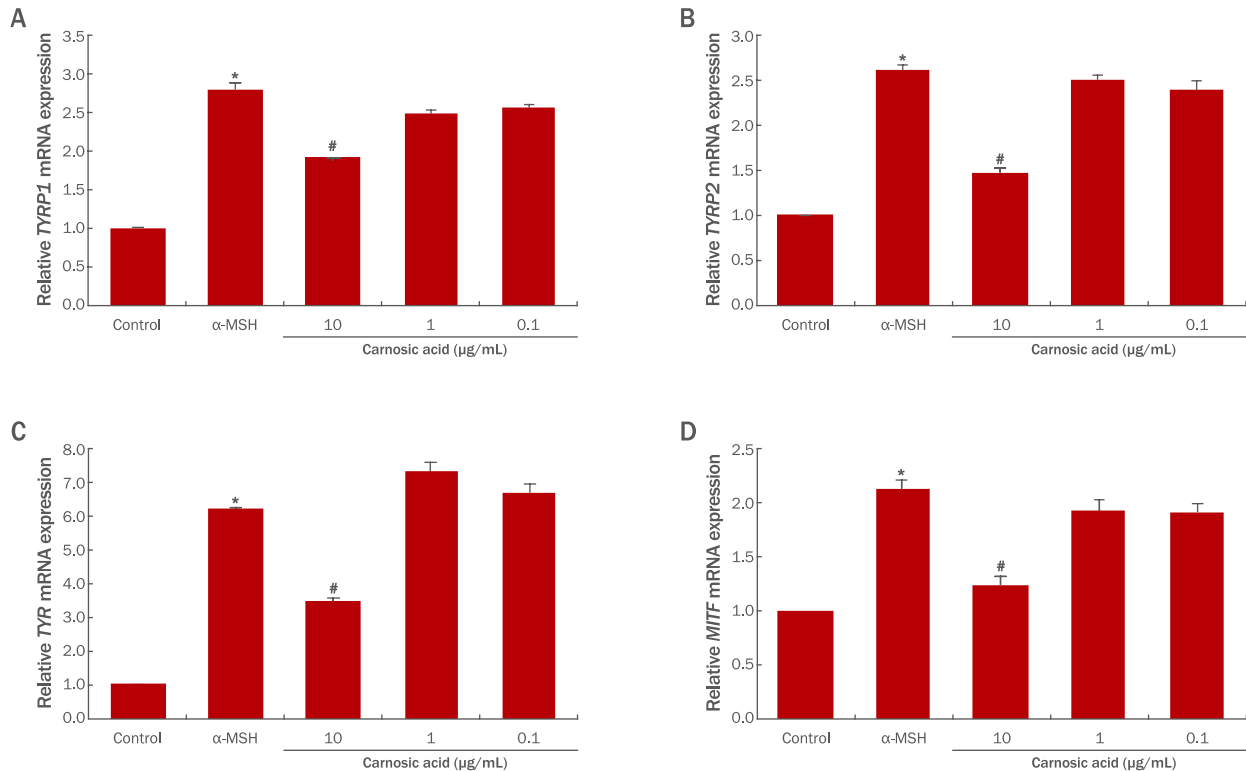 A
Relative TYRP1 mRNA expression
3.5
3.0
2.5
2.0
1.5
1.0
0.5
0.0
*
#
Control α-MSH 10 1 0.1
Carnosic acid (µg/mL)
B
Relative TYRP2 mRNA expression
3.0
2.5
2.0
1.5
1.0
0.5
0.0
*
#
Control α-MSH 10 1 0.1
Carnosic acid (µg/mL)
C
Relative TYR mRNA expression
8.0
7.0
6.0
5.0
4.0
3.0
2.0
1.0
0.0
*
#
Control α-MSH 10 1 0.1
Carnosic acid (µg/mL)
D
Relative MITF mRNA expression
2.5
2.0
1.5
1.0
0.5
0.0
*
#
Control α-MSH 10 1 0.1
Carnosic acid (µg/mL)